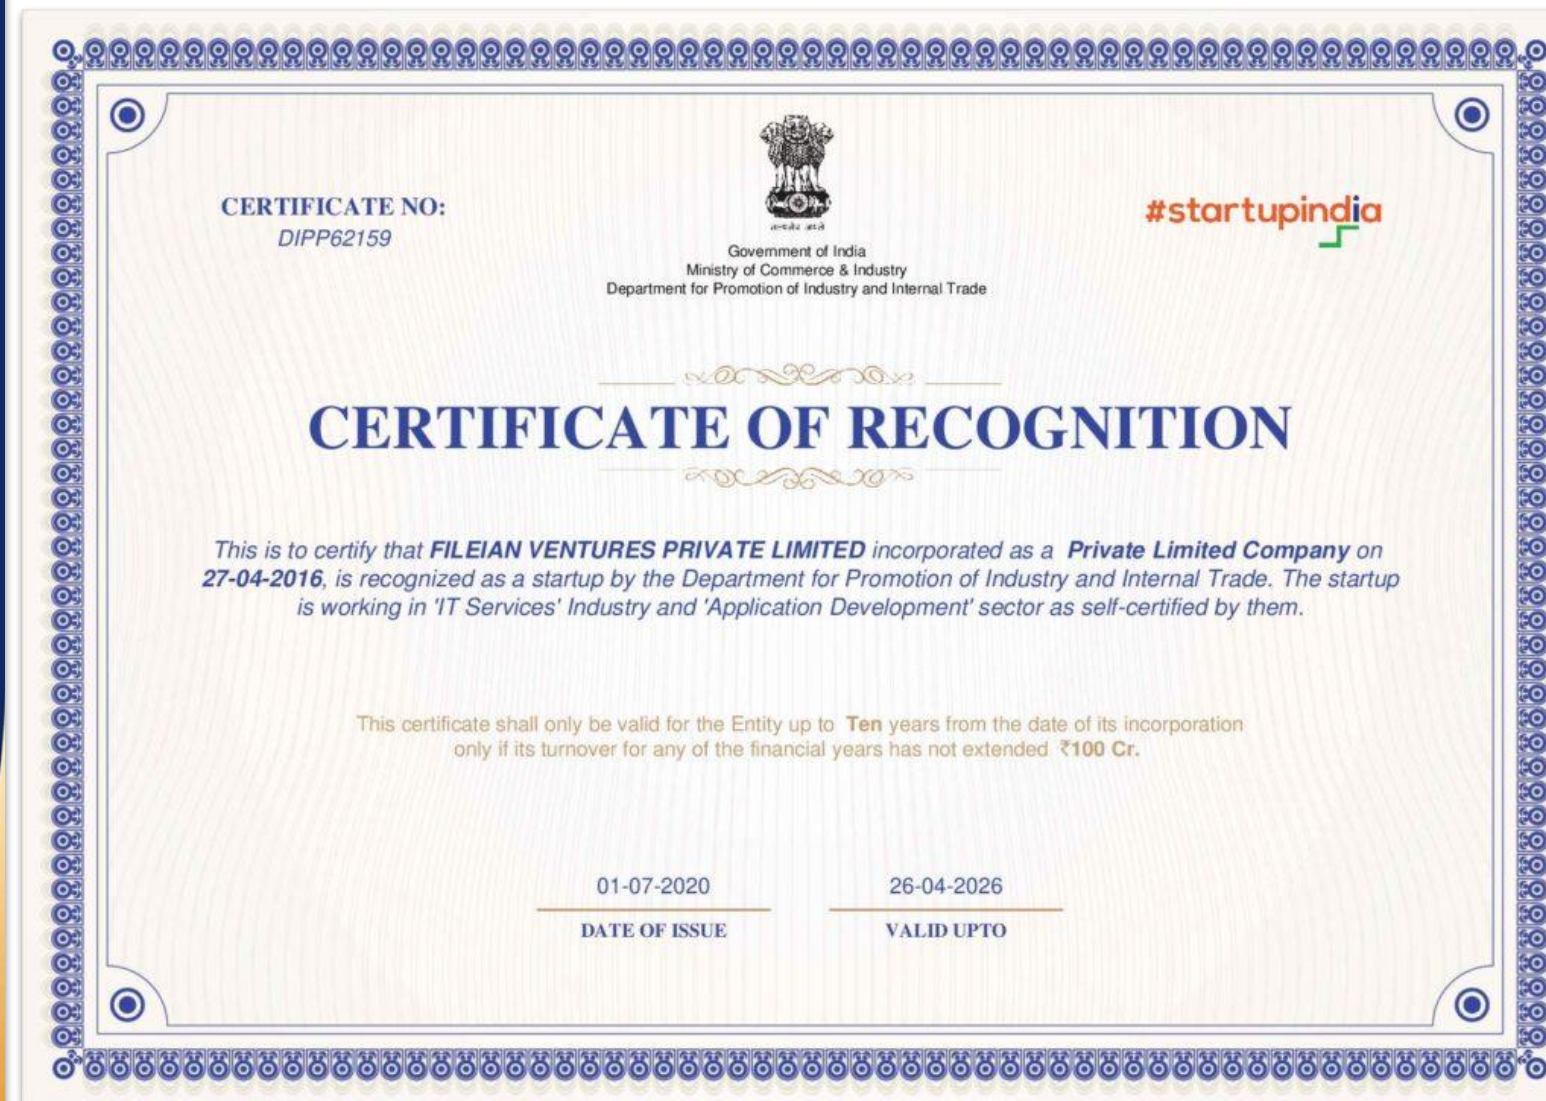 CERTIFICATE NO:
DIPP62159
#startupindia
Government of India
Ministry of Commerce & Industry
Department for Promotion of Industry and Internal Trade
CERTIFICATE OF RECOGNITION
This is to certify that FILEIAN VENTURES PRIVATE LIMITED incorporated as a Private Limited Company on
27-04-2016, is recognized as a startup by the Department for Promotion of Industry and Internal Trade. The startup
is working in 'IT Services' Industry and 'Application Development' sector as self-certified by them.
This certificate shall only be valid for the Entity up to Ten years from the date of its incorporation
only if its turnover for any of the financial years has not extended ₹100 Cr.
01-07-2020
DATE OF ISSUE
26-04-2026
VALID UPTO